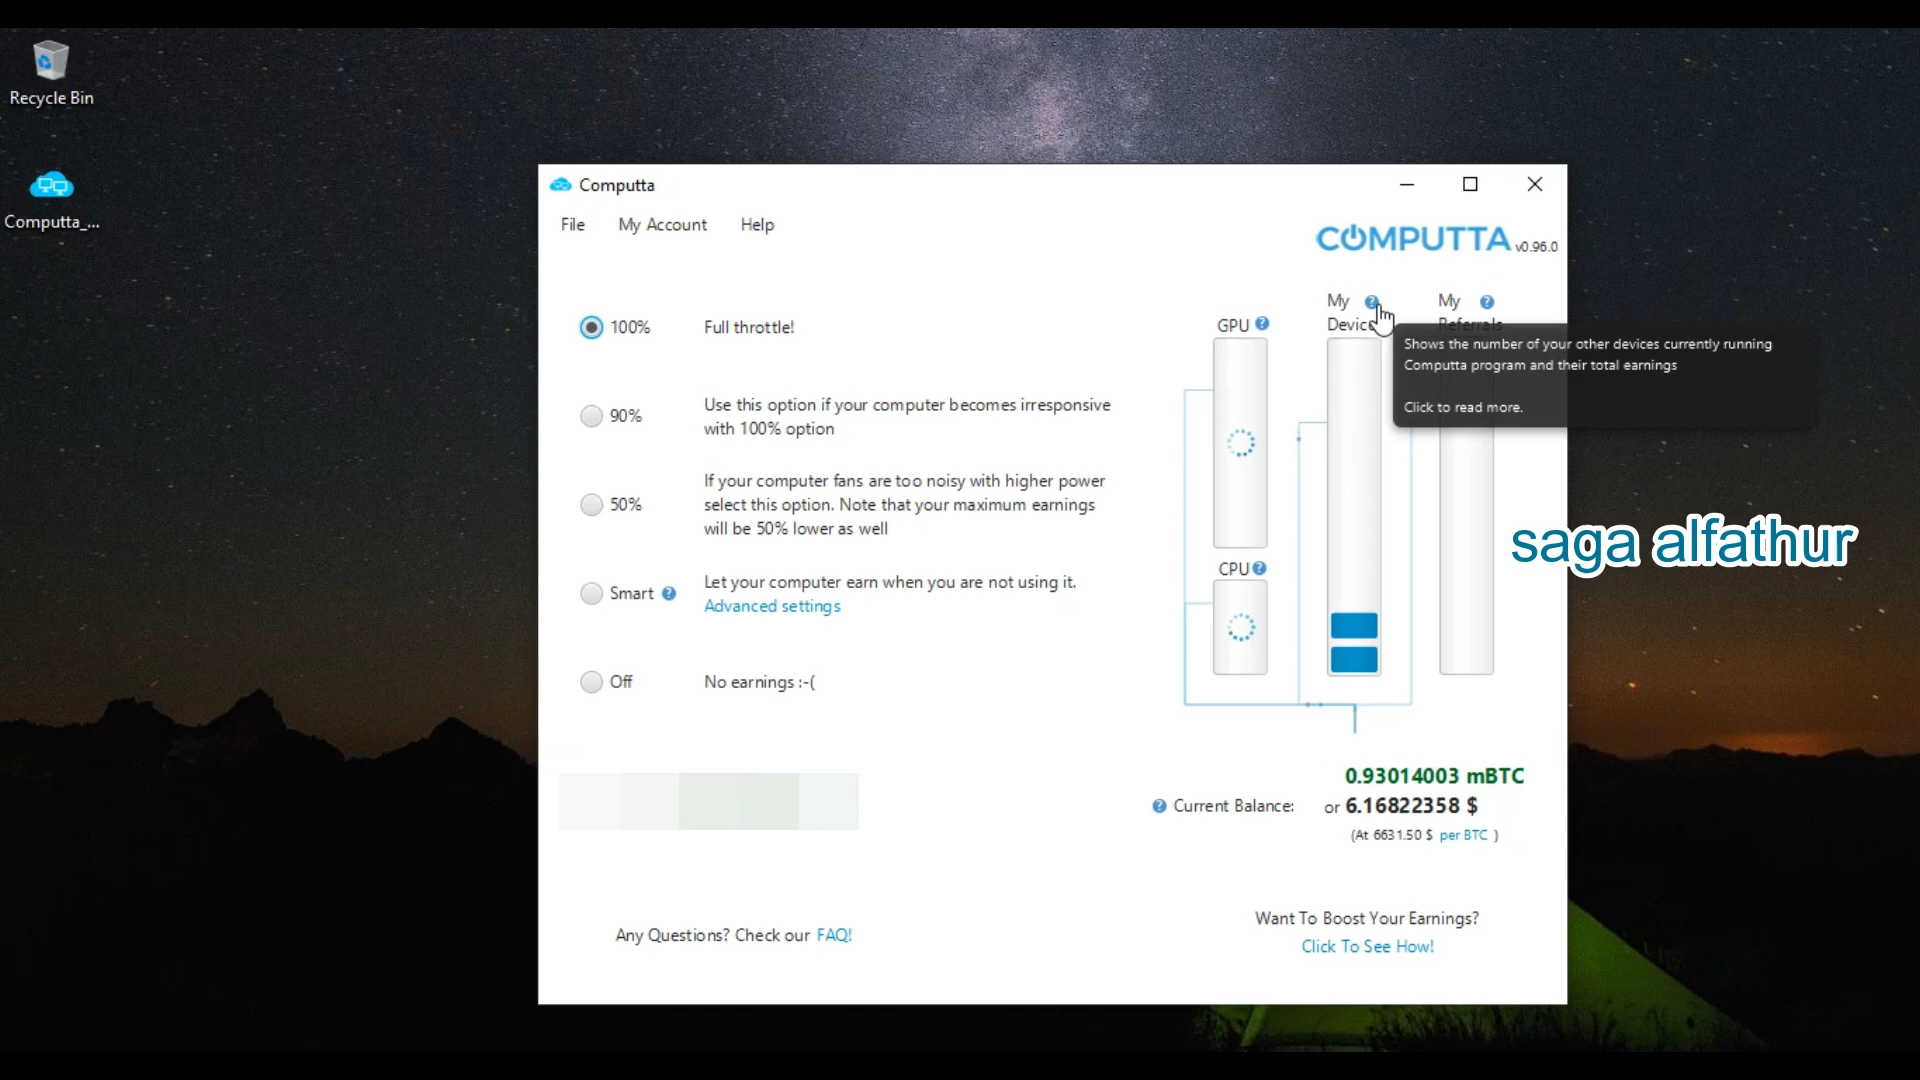 Recycle Bin
Computta_...
Computta
File My Account Help
COMPUTTA v0.96.0
100% Full throttle!
90% Use this option if your computer becomes irresponsive
with 100% option
50% If your computer fans are too noisy with higher power
select this option. Note that your maximum earnings
will be 50% lower as well
Smart Let your computer earn when you are not using it.
Advanced settings
Off No earnings :-(
GPU
CPU
My
Device
My
Referrals
Shows the number of your other devices currently running
Computta program and their total earnings
Click to read more.
saga alfathur
0.93014003 mBTC
Current Balance: or 6.16822358 $
(At 6631.50 $ per BTC )
Any Questions? Check our FAQ!
Want To Boost Your Earnings?
Click To See How!